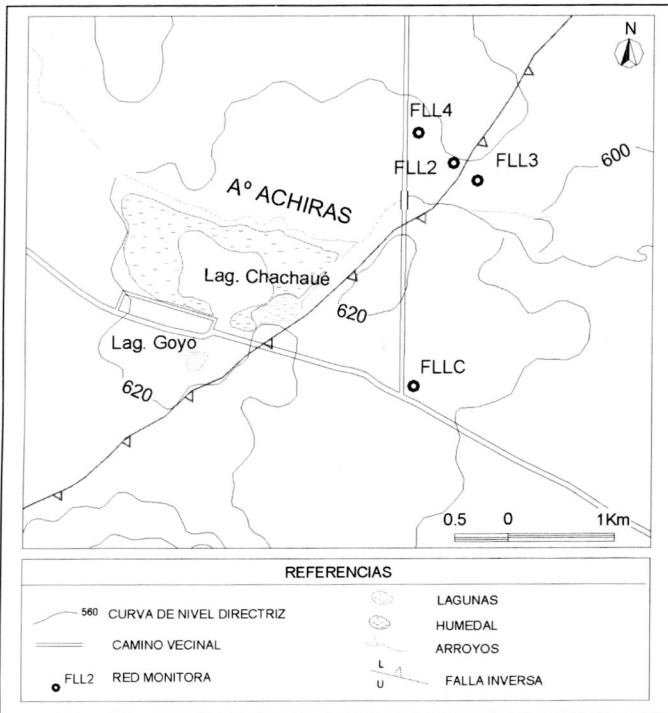 N
FLL4
FLL2
FLL3
600
Aº ACHIRAS
Lag. Chachaué
620
Lag. Goyo
620
FLLC
0.5 0 1Km
REFERENCIAS
560 CURVA DE NIVEL DIRECTRIZ
CAMINO VECINAL
FLL2 RED MONITORA
LAGUNAS
HUMEDAL
ARROYOS
L
U
FALLA INVERSA